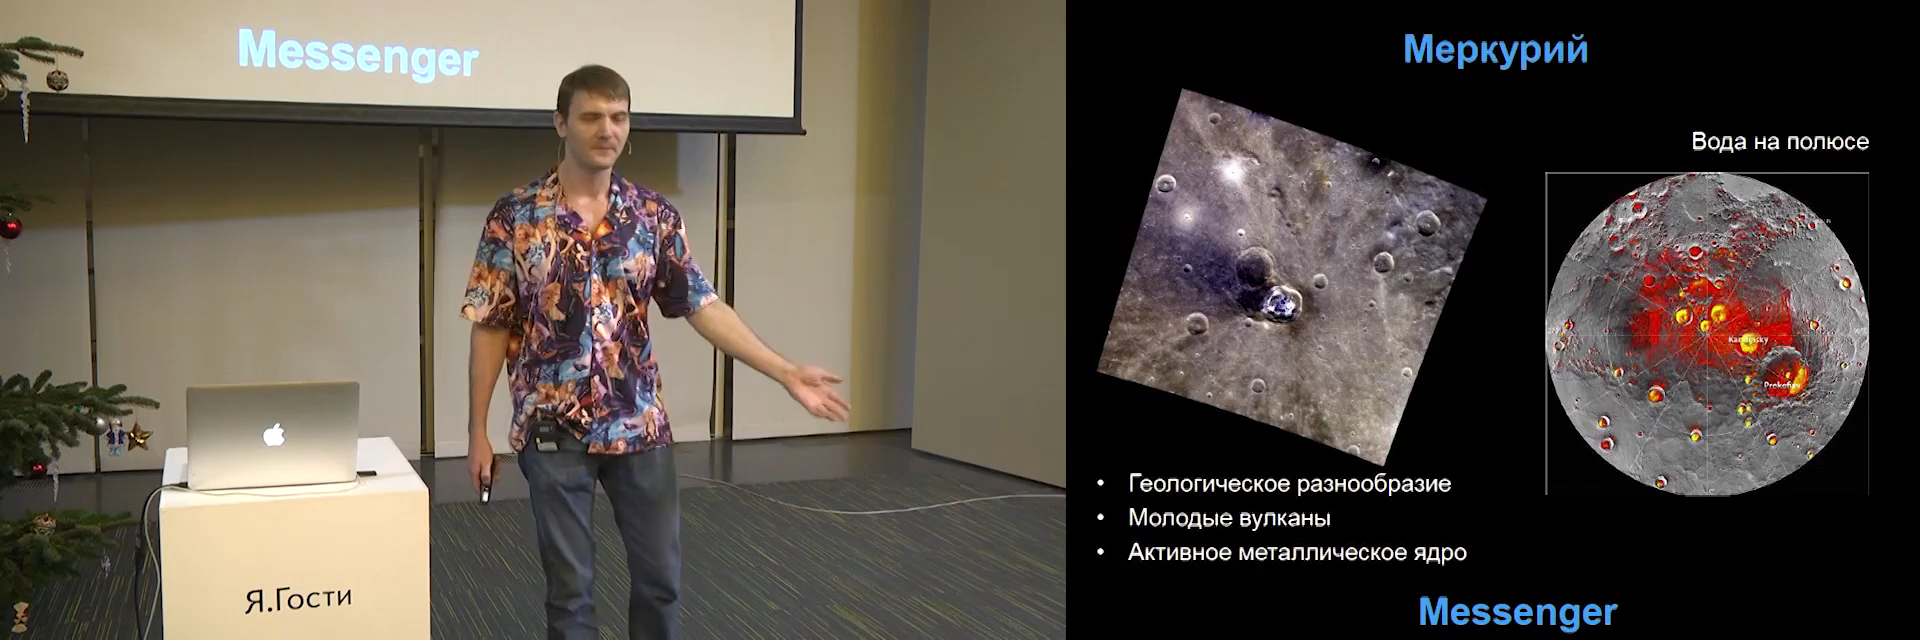 Messenger
Я.Гости
Меркурий
Вода на полюсе
Kandinsky
Prokofiev
• Геологическое разнообразие
• Молодые вулканы
• Активное металлическое ядро
Messenger